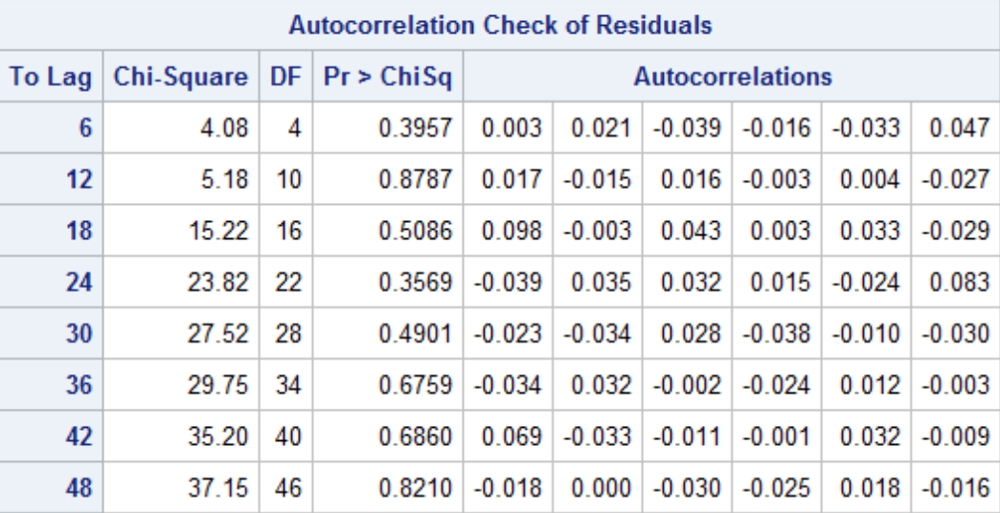 Autocorrelation Check of Residuals
To Lag Chi-Square DF Pr > ChiSq Autocorrelations
6 4.08 4 0.3957 0.003 0.021 -0.039 -0.016 -0.033 0.047
12 5.18 10 0.8787 0.017 -0.015 0.016 -0.003 0.004 -0.027
18 15.22 16 0.5086 0.098 -0.003 0.043 0.003 0.033 -0.029
24 23.82 22 0.3569 -0.039 0.035 0.032 0.015 -0.024 0.083
30 27.52 28 0.4901 -0.023 -0.034 0.028 -0.038 -0.010 -0.030
36 29.75 34 0.6759 -0.034 0.032 -0.002 -0.024 0.012 -0.003
42 35.20 40 0.6860 0.069 -0.033 -0.011 -0.001 0.032 -0.009
48 37.15 46 0.8210 -0.018 0.000 -0.030 -0.025 0.018 -0.016